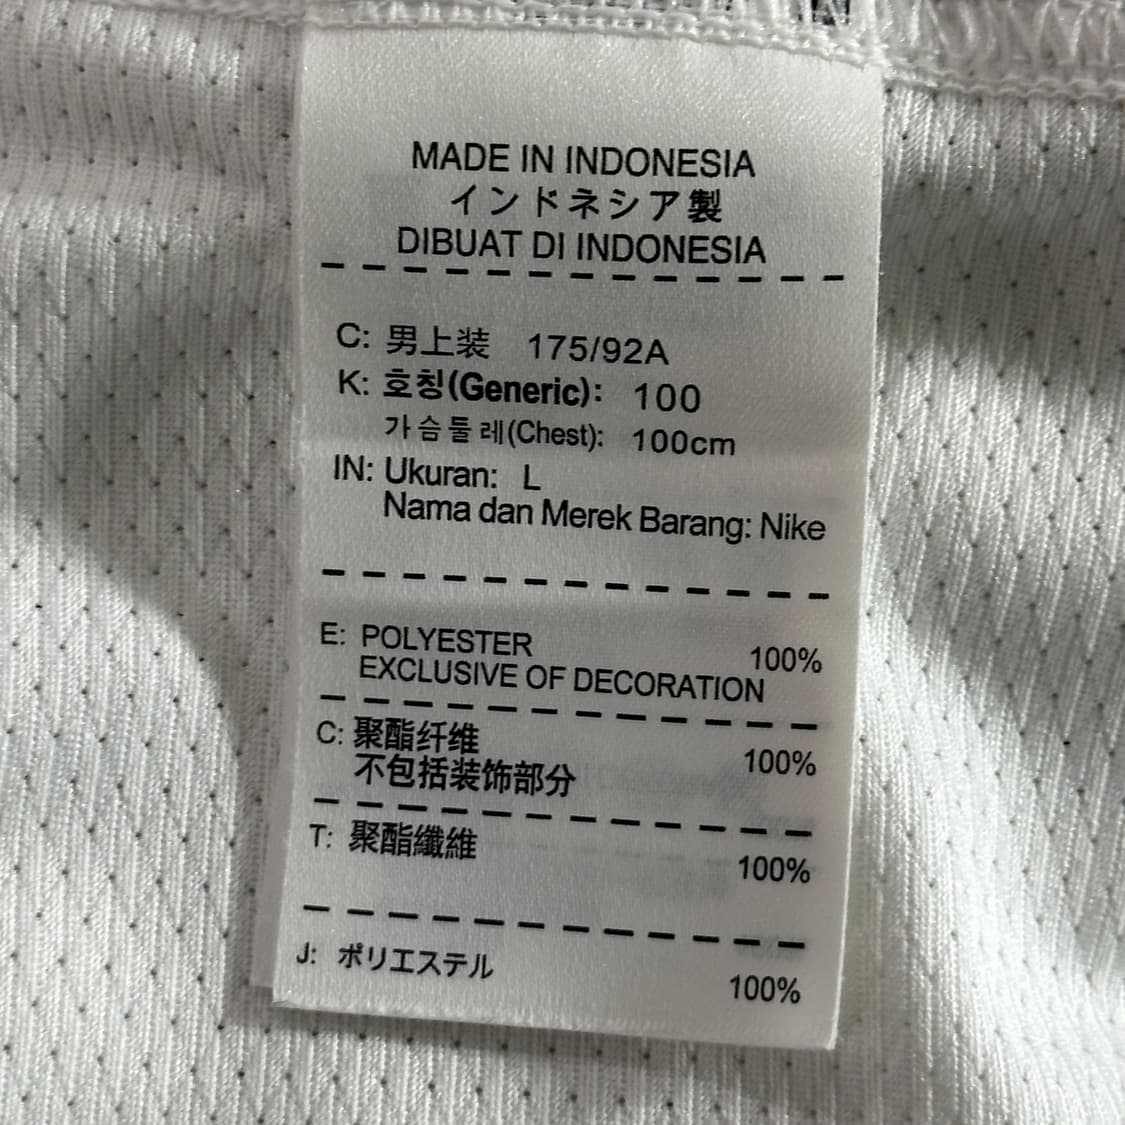 MADE IN INDONESIA
インドネシア製
DIBUAT DI INDONESIA
C: 男上装 175/92A
K: 호칭(Generic): 100
가슴둘레(Chest): 100cm
IN: Ukuran: L
Nama dan Merek Barang: Nike
E: POLYESTER 100%
EXCLUSIVE OF DECORATION
C: 聚酯纤维 100%
不包括装饰部分
T: 聚酯纖維 100%
J: ポリエステル 100%